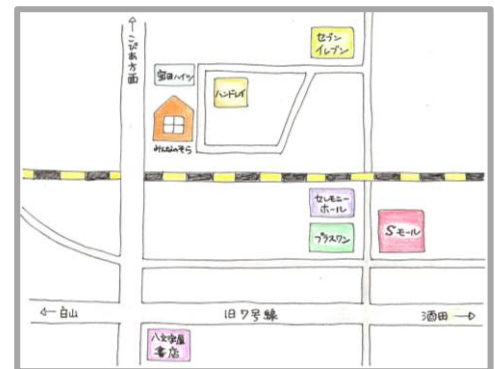 ←こぴあ方面
セブン
イレブン
宝田ハイツ
ハンドレイ
みんなのそら
セレモニー
ホール
プラスワン
Sモール
←白山
旧7号線
酒田→
八文字屋
書店